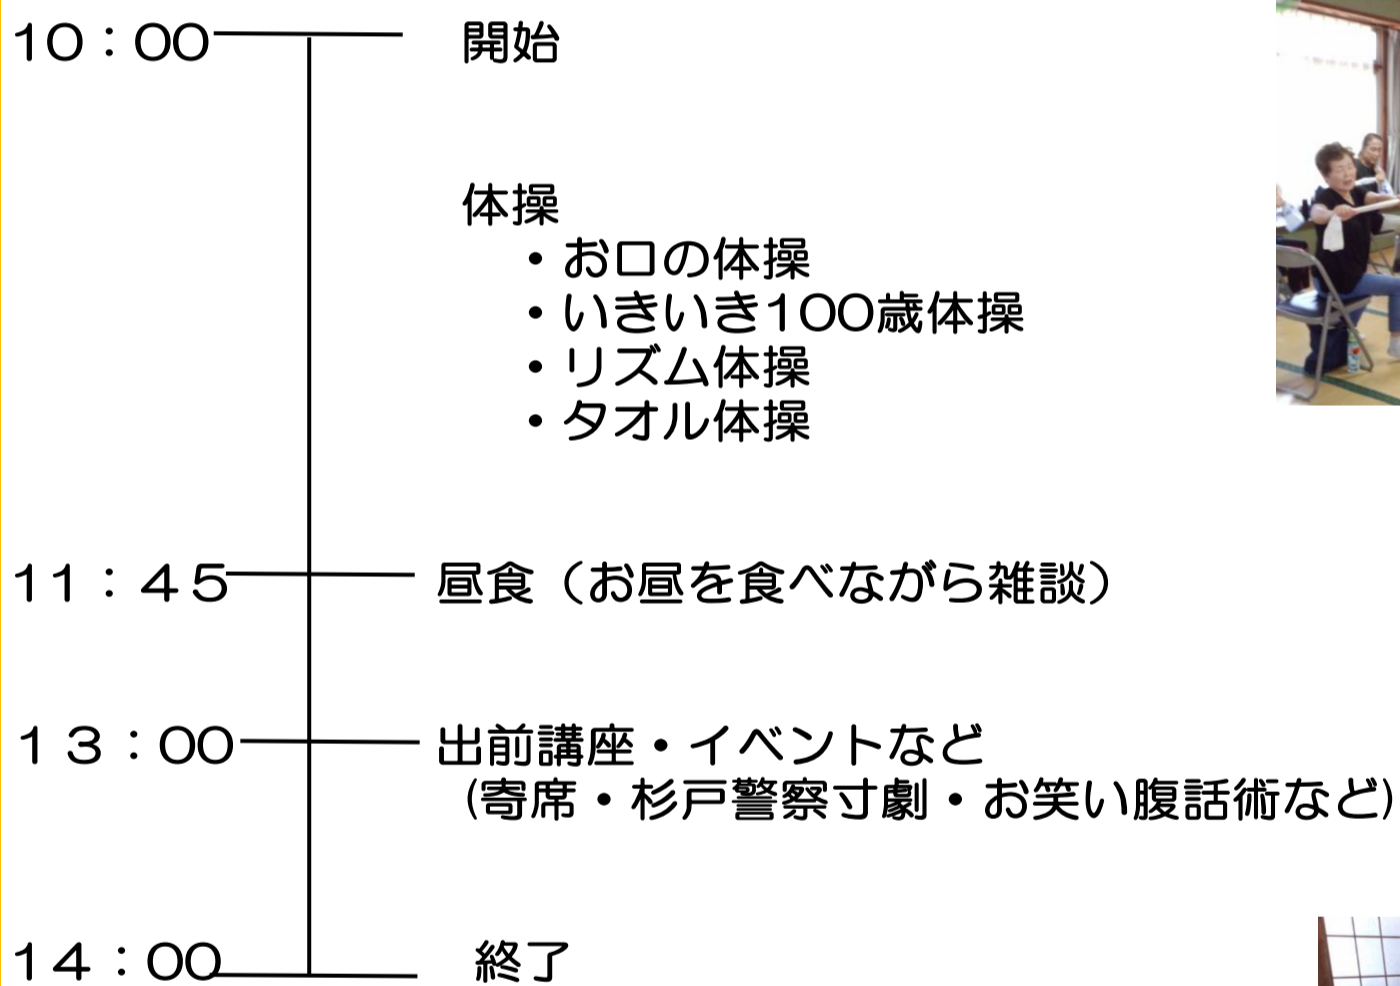 10：00 開始
体操
・お口の体操
・いきいき100歳体操
・リズム体操
・タオル体操
11：45 昼食（お昼を食べながら雑談）
13：00 出前講座・イベントなど
(寄席・杉戸警察寸劇・お笑い腹話術など)
14：00 終了